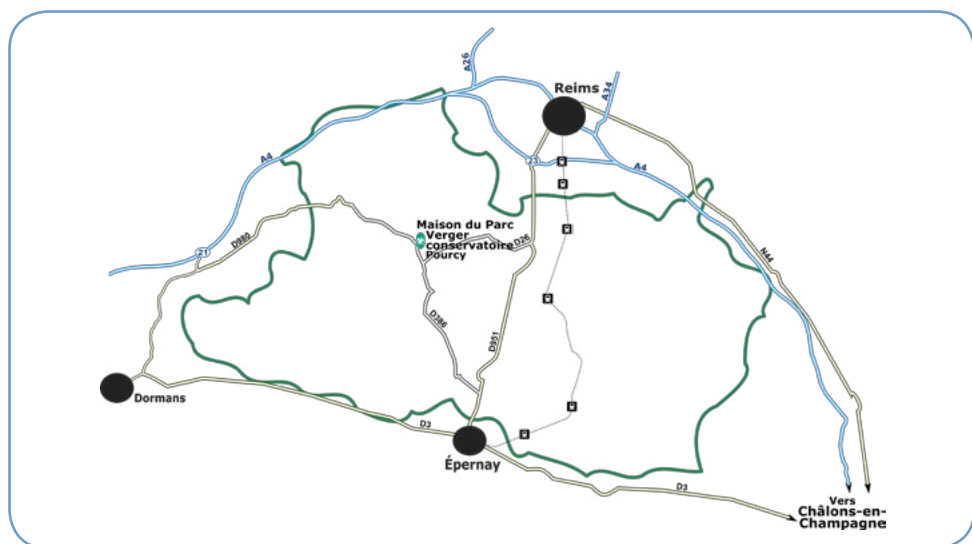 A26
Reims
A34
A4
23
A4
Maison du Parc
Verger
conservatoire
Pourcy
D26
D980
21
N44
D386
D951
Dormans
D3
Épernay
D3
Vers
Châlons-en-
Champagne